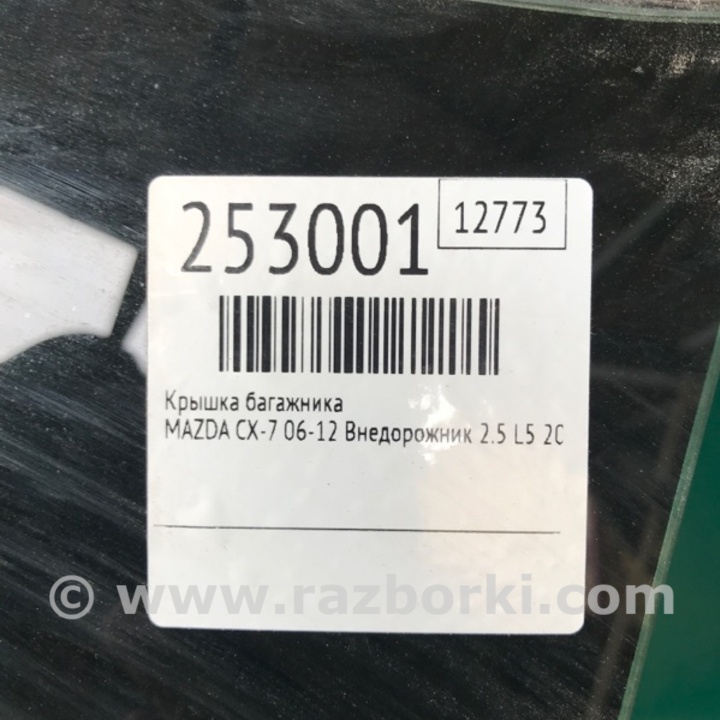 253001
12773
Крышка багажника
MAZDA CX-7 06-12 Внедорожник 2.5 L5 2C
© www.razborki.com